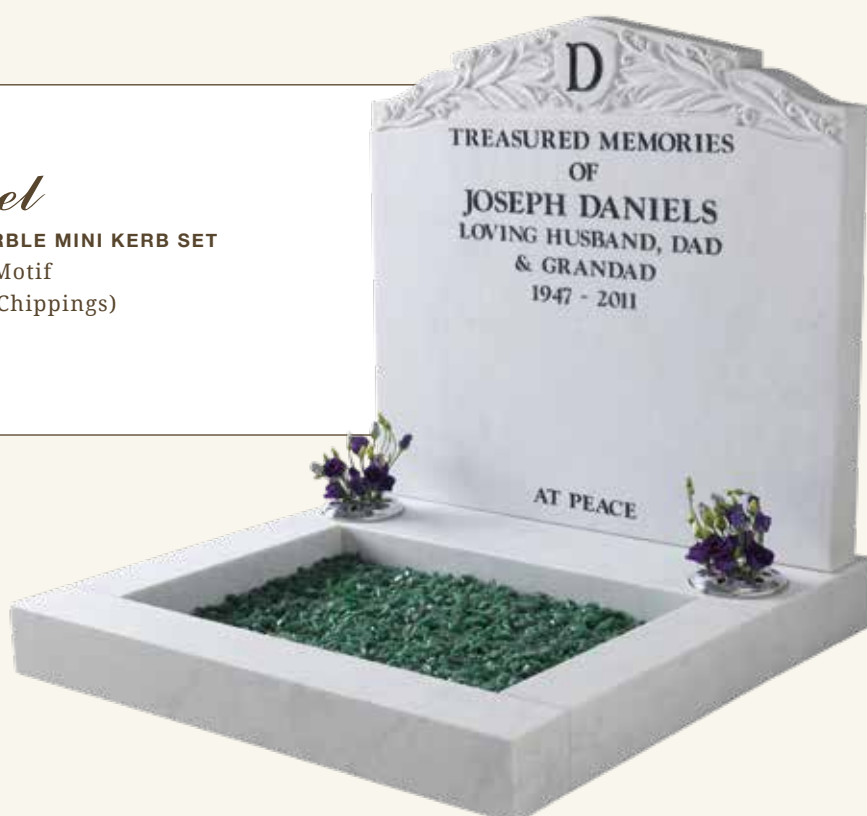 el
RBLE MINI KERB SET
Motif
Chippings)
D
TREASURED MEMORIES
OF
JOSEPH DANIELS
LOVING HUSBAND, DAD
& GRANDAD
1947 - 2011
AT PEACE